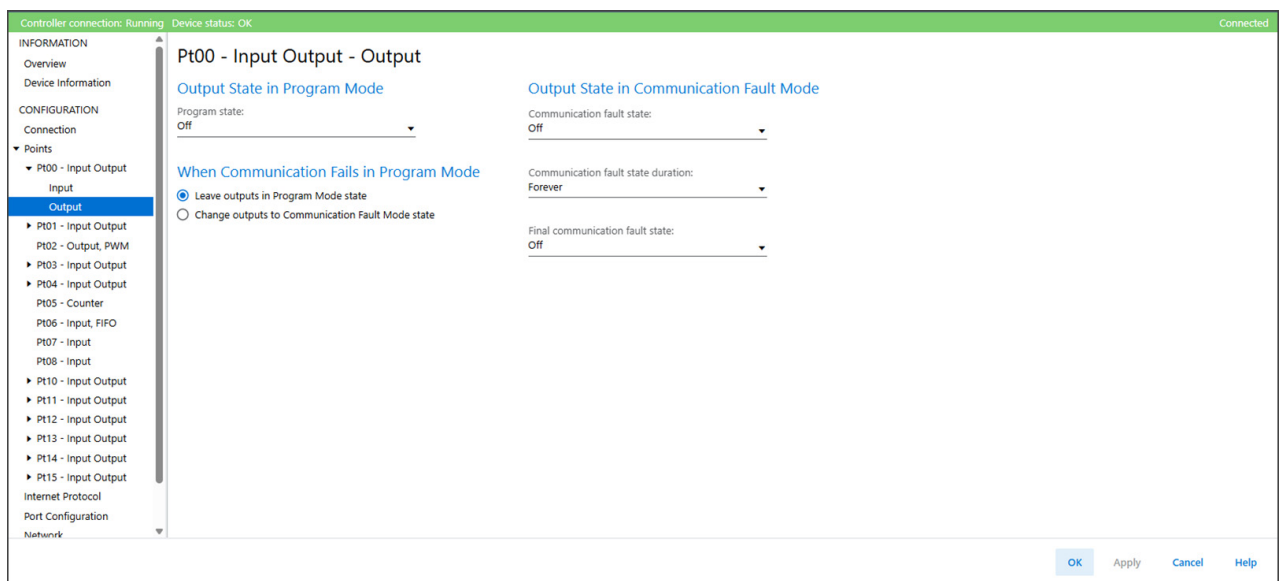 Controller connection: Running Device status: OK Connected
INFORMATION
Overview
Device Information
CONFIGURATION
Connection
Points
Pt00 - Input Output
Input
Output
Pt01 - Input Output
Pt02 - Output, PWM
Pt03 - Input Output
Pt04 - Input Output
Pt05 - Counter
Pt06 - Input, FIFO
Pt07 - Input
Pt08 - Input
Pt10 - Input Output
Pt11 - Input Output
Pt12 - Input Output
Pt13 - Input Output
Pt14 - Input Output
Pt15 - Input Output
Internet Protocol
Port Configuration
Network
Pt00 - Input Output - Output
Output State in Program Mode
Program state:
Off
When Communication Fails in Program Mode
Leave outputs in Program Mode state
Change outputs to Communication Fault Mode state
Output State in Communication Fault Mode
Communication fault state:
Off
Communication fault state duration:
Forever
Final communication fault state:
Off
OK Apply Cancel Help